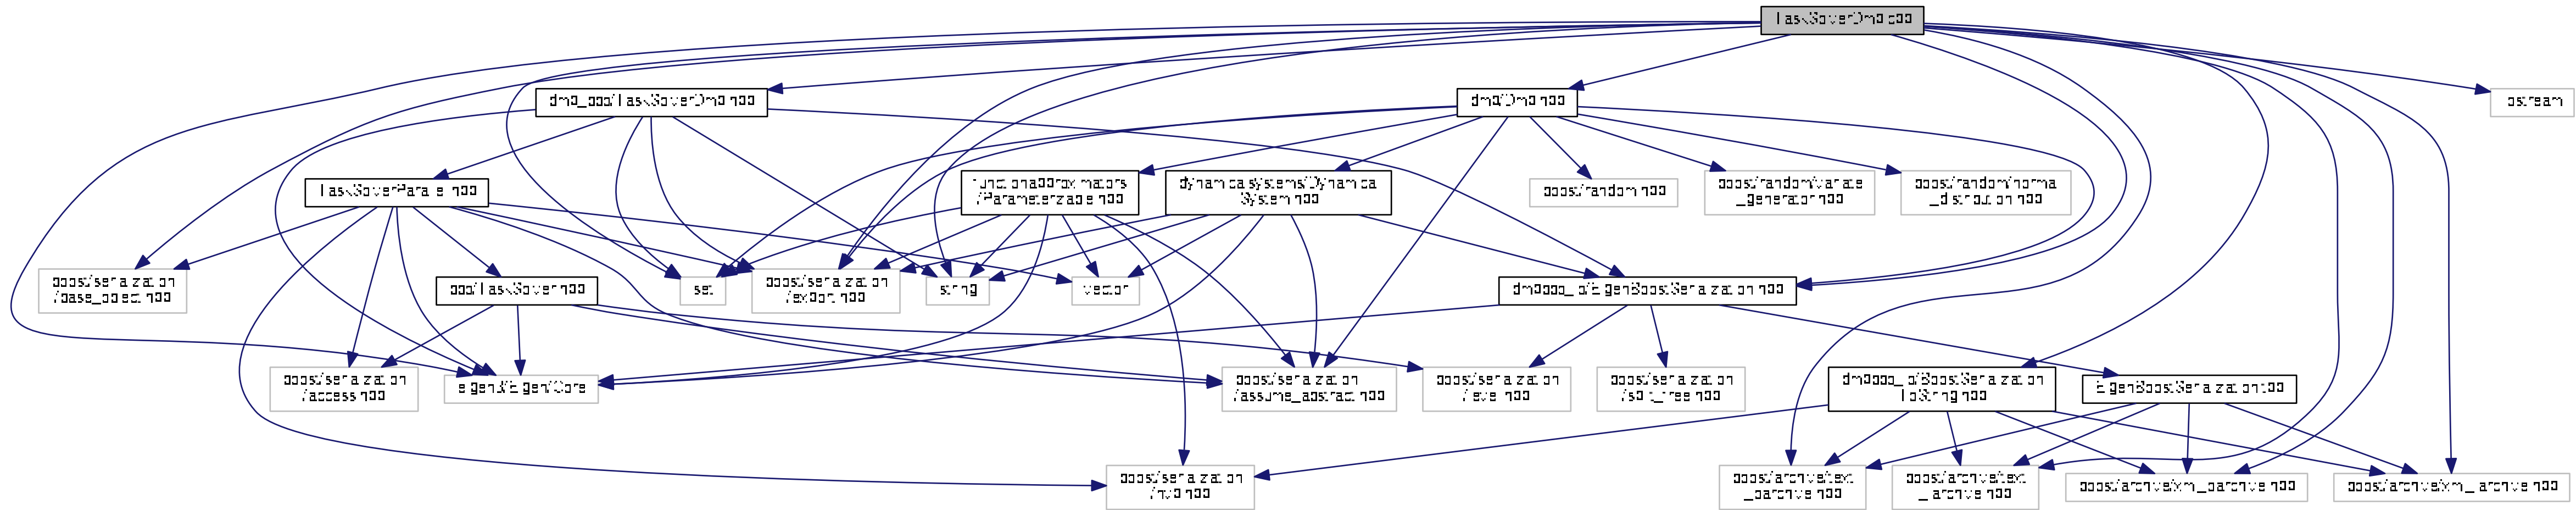 TaskSolverDmp.cpp
dmp_bbo/TaskSolverDmp.hpp
dmp/Dmp.hpp
iostream
TaskSolverParallel.hpp
functionapproximators
/Parameterizable.hpp
dynamicalsystems/Dynamical
System.hpp
boost/random.hpp
boost/random/variate
_generator.hpp
boost/random/normal
_distribution.hpp
boost/serialization
/base_object.hpp
bbo/TaskSolver.hpp
set
boost/serialization
/export.hpp
string
vector
dmpbbo_io/EigenBoostSerialization.hpp
boost/serialization
/access.hpp
eigen3/Eigen/Core
boost/serialization
/assume_abstract.hpp
boost/serialization
/level.hpp
boost/serialization
/split_free.hpp
dmpbbo_io/BoostSerialization
ToString.hpp
EigenBoostSerialization.tpp
boost/serialization
/nvp.hpp
boost/archive/text
_oarchive.hpp
boost/archive/text
_iarchive.hpp
boost/archive/xml_oarchive.hpp
boost/archive/xml_iarchive.hpp